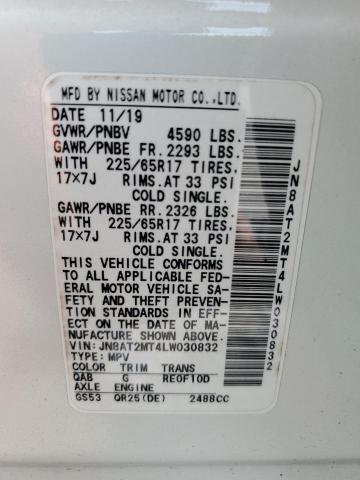 MFD BY NISSAN MOTOR CO.,LTD.
DATE 11/19
GVWR/PNBV 4590 LBS.
GAWR/PNBE FR. 2293 LBS.
WITH 225/65R17 TIRES,
17×7J RIMS,AT 33 PSI
COLD SINGLE.
GAWR/PNBE RR. 2326 LBS.
WITH 225/65R17 TIRES,
17×7J RIMS,AT 33 PSI
COLD SINGLE.
THIS VEHICLE CONFORMS
TO ALL APPLICABLE FED-
ERAL MOTOR VEHICLE SA-
FETY AND THEFT PREVEN-
TION STANDARDS IN EFF-
ECT ON THE DATE OF MA-
NUFACTURE SHOWN ABOVE.
VIN:JN8AT2MT4LW030832
TYPE: MPV
COLOR TRIM TRANS
QAB G RE0F10D
AXLE ENGINE
GS53 QR25(DE) 2488CC
JN8AT2MT4LW030832